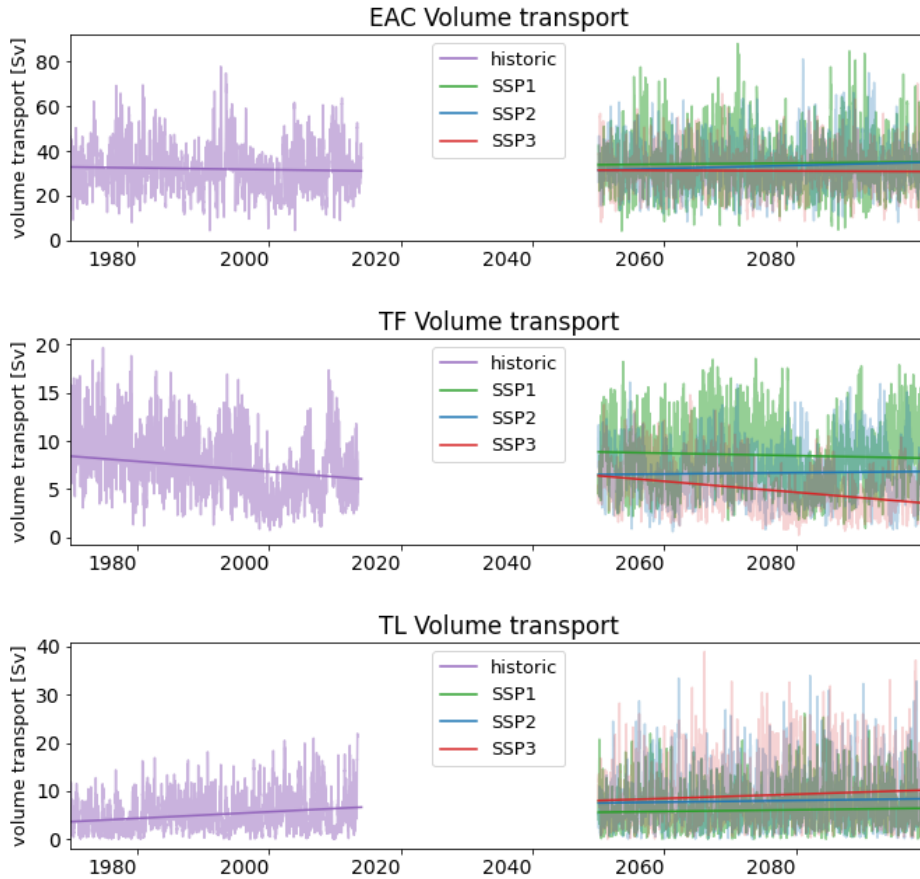 EAC Volume transport
volume transport [Sv]
80
60
40
20
0
historic
SSP1
SSP2
SSP3
1980 2000 2020 2040 2060 2080
TF Volume transport
volume transport [Sv]
20
15
10
5
0
historic
SSP1
SSP2
SSP3
1980 2000 2020 2040 2060 2080
TL Volume transport
volume transport [Sv]
40
30
20
10
0
historic
SSP1
SSP2
SSP3
1980 2000 2020 2040 2060 2080